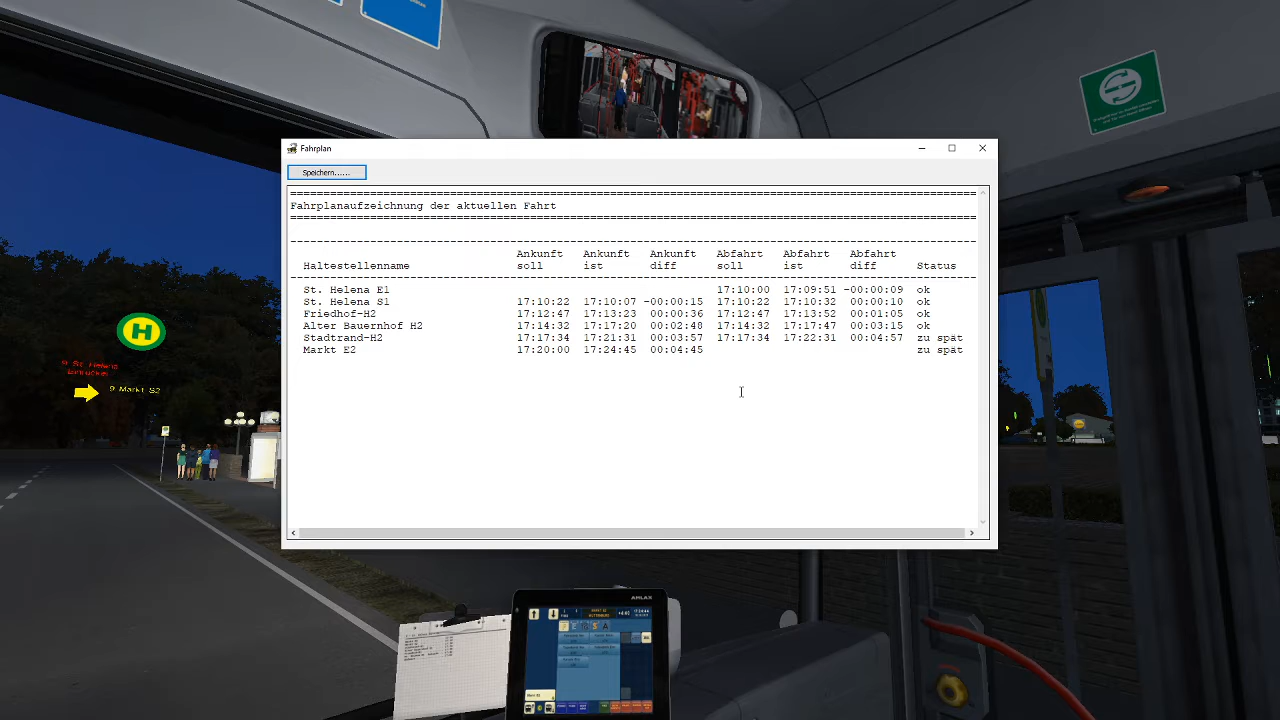 Fahrplan
Speichern......
Fahrplanaufzeichnung der aktuellen Fahrt
Ankunft Ankunft Ankunft Abfahrt Abfahrt Abfahrt
Haltestellenname soll ist diff soll ist diff Status
St. Helena E1 17:10:00 17:09:51 -00:00:09 ok
St. Helena S1 17:10:22 17:10:07 -00:00:15 17:10:22 17:10:32 00:00:10 ok
Friedhof-H2 17:12:47 17:13:23 00:00:36 17:12:47 17:13:53 00:01:05 ok
Alter Bauernhof H2 17:14:32 17:17:20 00:02:48 17:14:32 17:17:47 00:03:15 ok
Stadtrand-H2 17:17:34 17:21:31 00:03:57 17:17:34 17:22:31 00:04:57 zu spät
Markt E2 17:20:00 17:24:45 00:04:45 zu spät
H
9 St. Helena
9 Markt S2
AHLAX